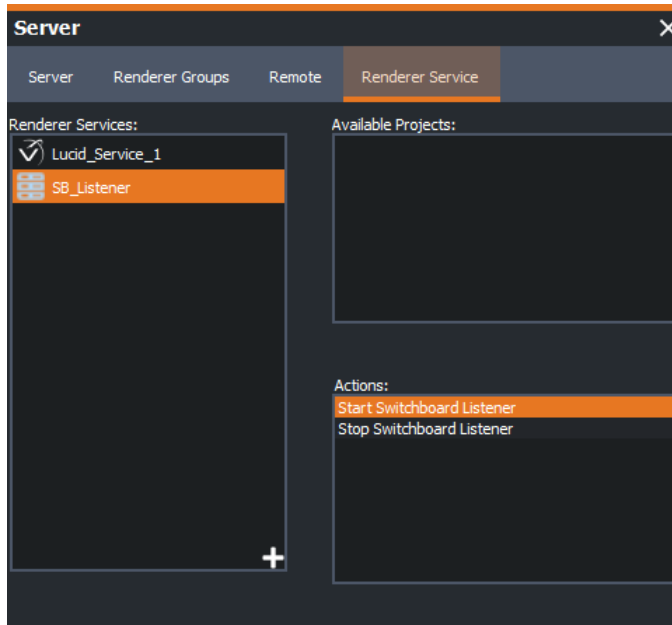 Server
Server Renderer Groups Remote Renderer Service
Renderer Services:
Lucid_Service_1
SB_Listener
Available Projects:
Actions:
Start Switchboard Listener
Stop Switchboard Listener